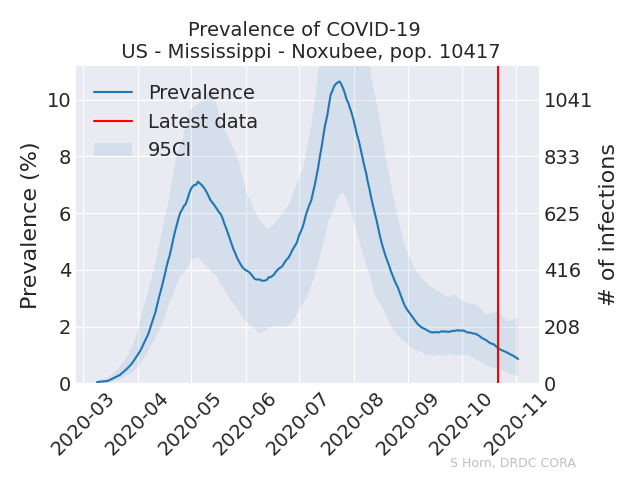 Prevalence of COVID-19
US - Mississippi - Noxubee, pop. 10417
Prevalence
Latest data
95CI
Prevalence (%)
10
8
6
4
2
0
1041
833
625
416
208
0
# of infections
2020-03
2020-04
2020-05
2020-06
2020-07
2020-08
2020-09
2020-10
2020-11
S Horn, DRDC CORA